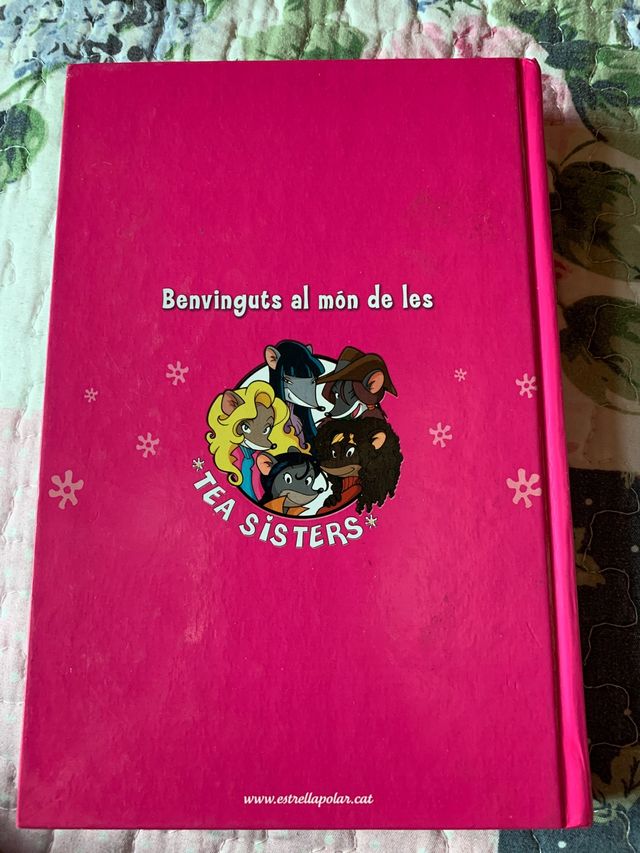 Benvinguts al món de les
TEA SISTERS
www.estrellapolar.cat